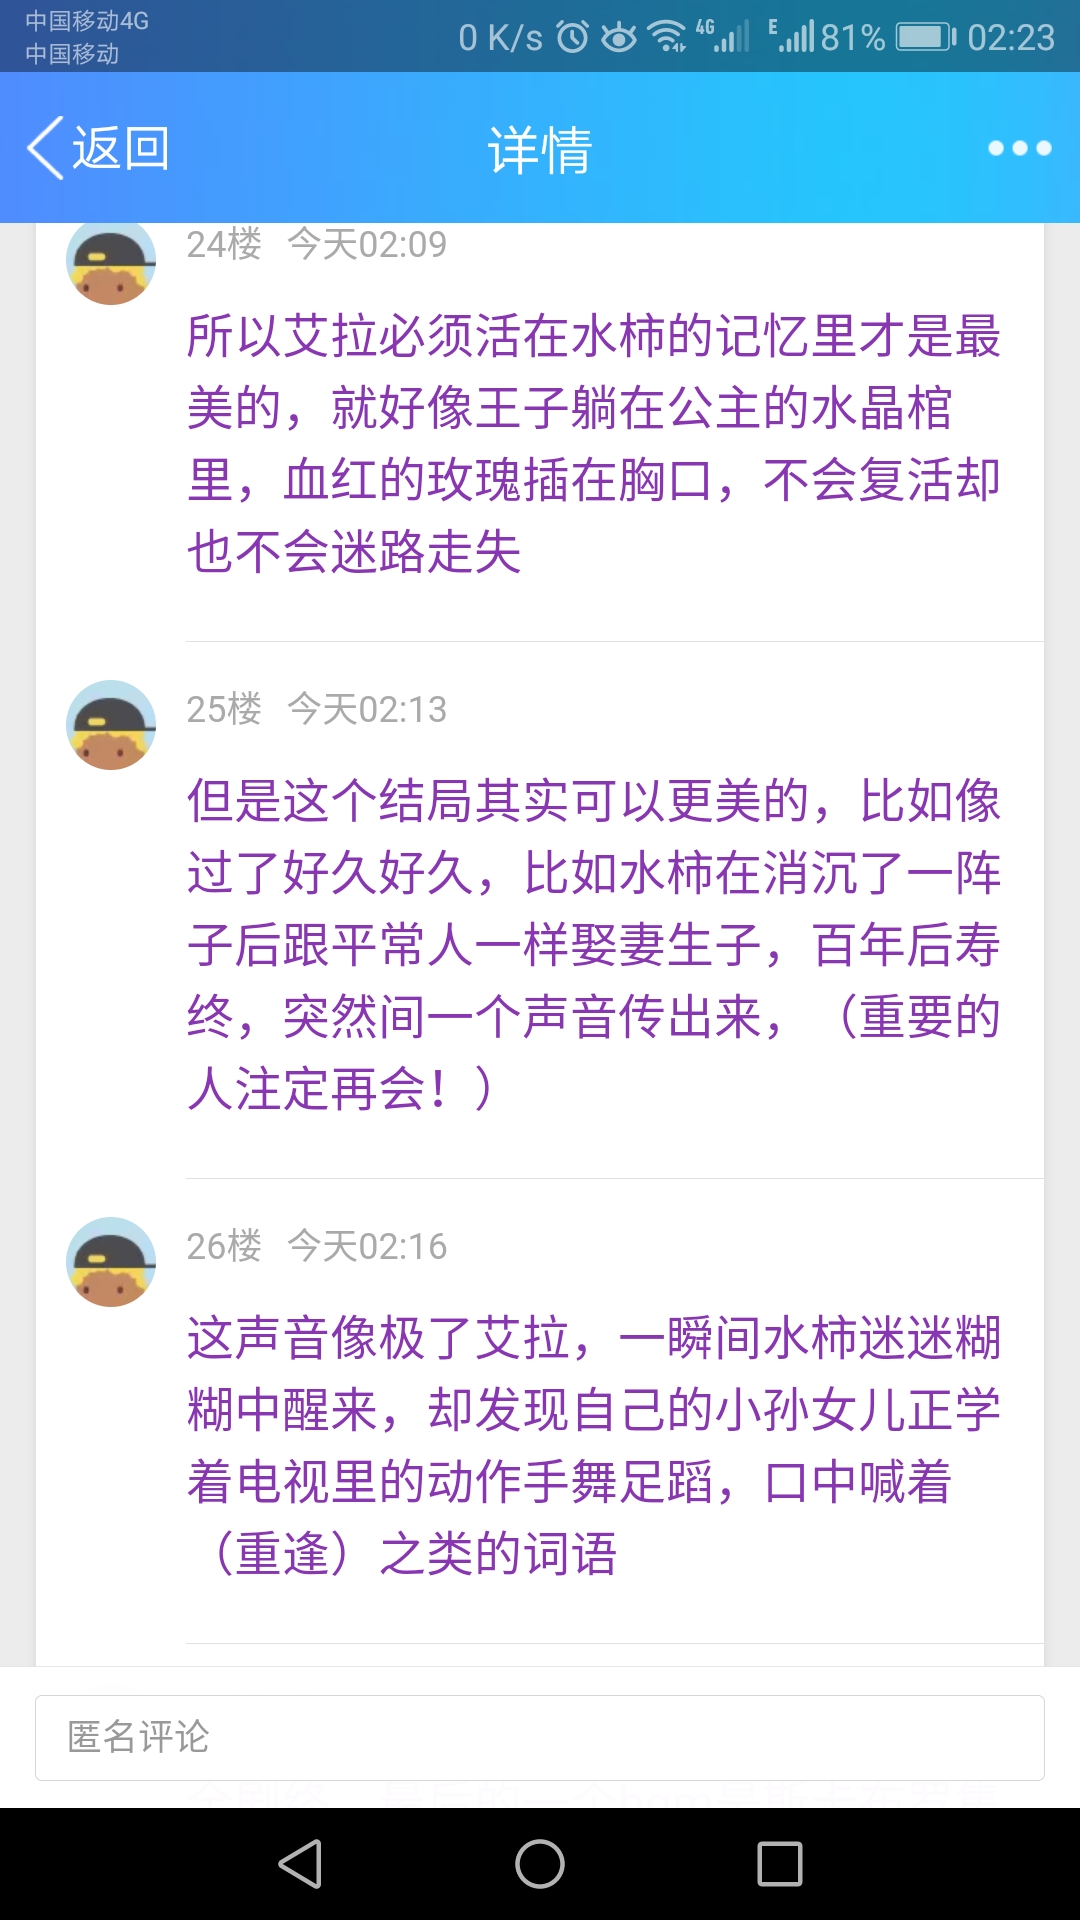 中国移动4G
中国移动
0 K/s 4G E 81% 02:23
返回 详情
24楼 今天02:09
所以艾拉必须活在水柿的记忆里才是最
美的，就好像王子躺在公主的水晶棺
里，血红的玫瑰插在胸口，不会复活却
也不会迷路走失
25楼 今天02:13
但是这个结局其实可以更美的，比如像
过了好久好久，比如水柿在消沉了一阵
子后跟平常人一样娶妻生子，百年后寿
终，突然间一个声音传出来，（重要的
人注定再会！）
26楼 今天02:16
这声音像极了艾拉，一瞬间水柿迷迷糊
糊中醒来，却发现自己的小孙女儿正学
着电视里的动作手舞足蹈，口中喊着
（重逢）之类的词语
匿名评论